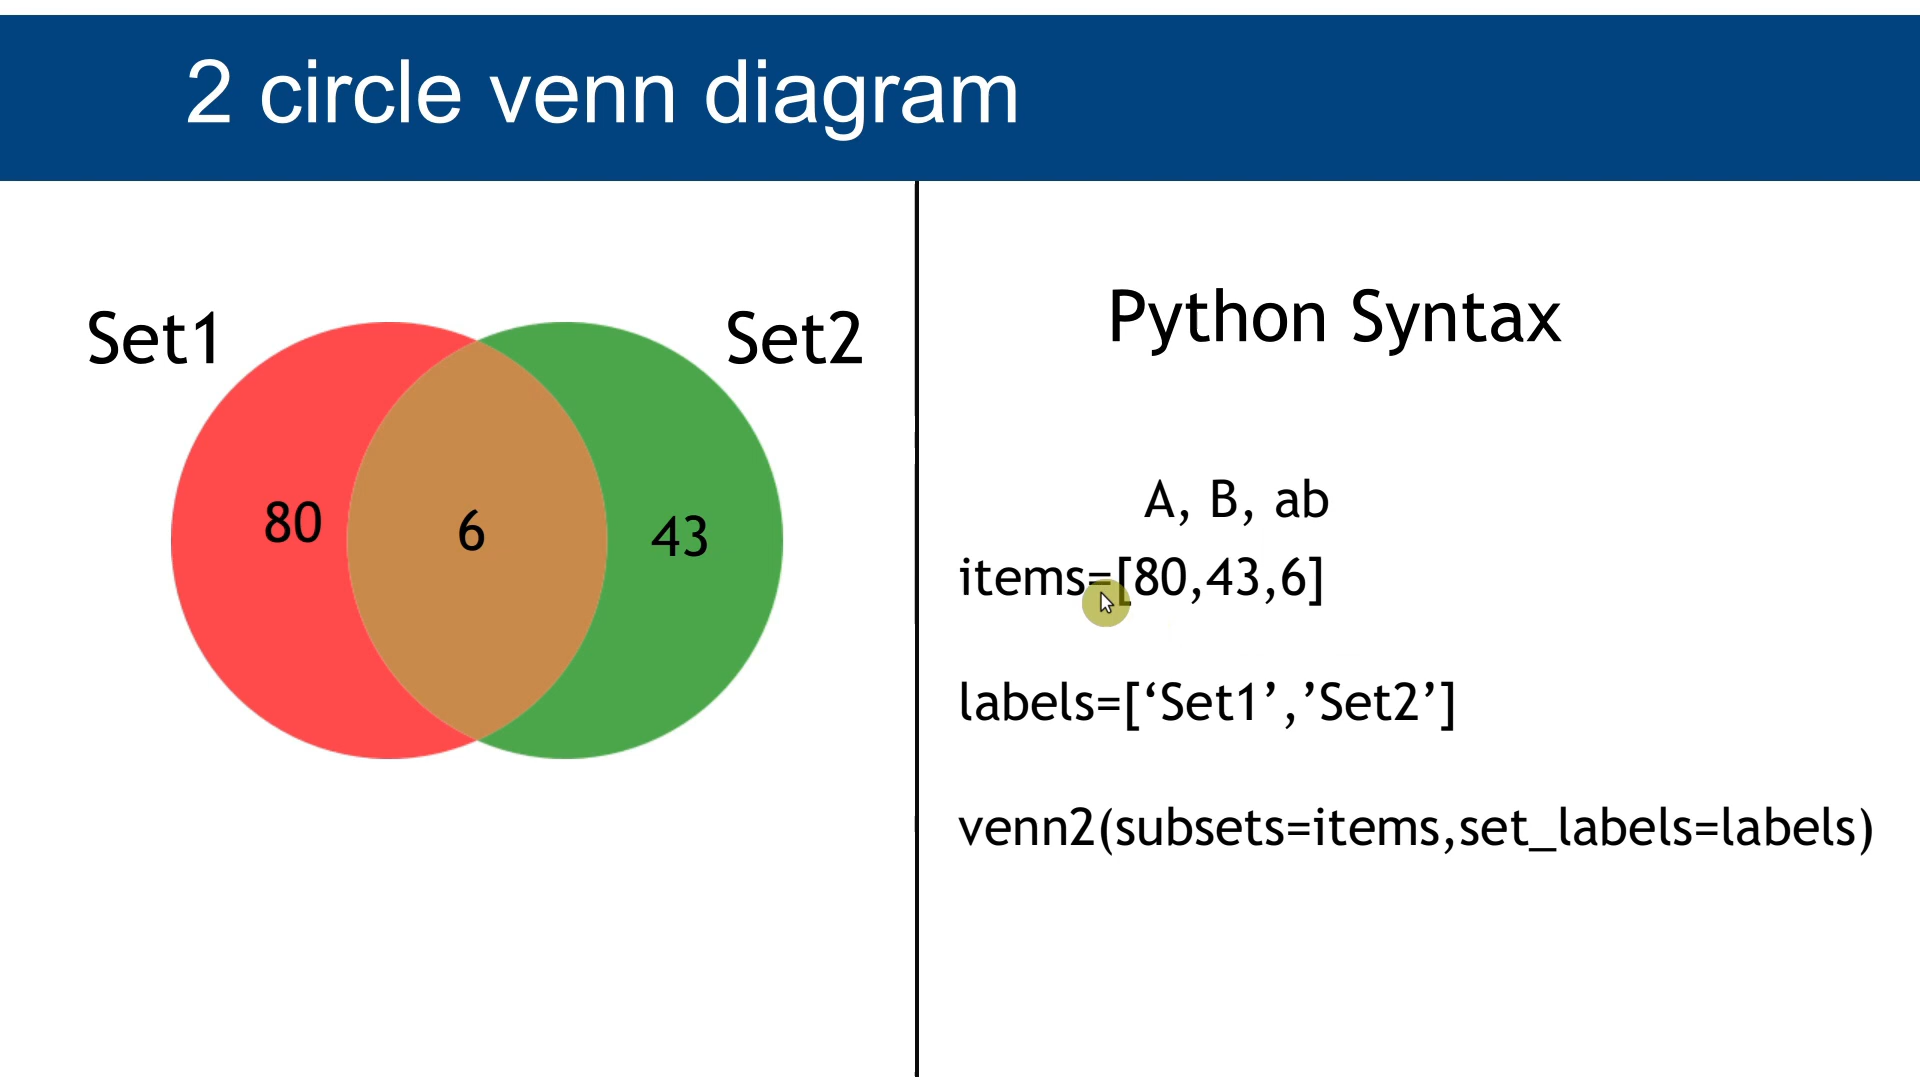 2 circle venn diagram
Set1
Set2
80
6
43
Python Syntax
A, B, ab
items=[80,43,6]
labels=[‘Set1’,’Set2’]
venn2(subsets=items,set_labels=labels)